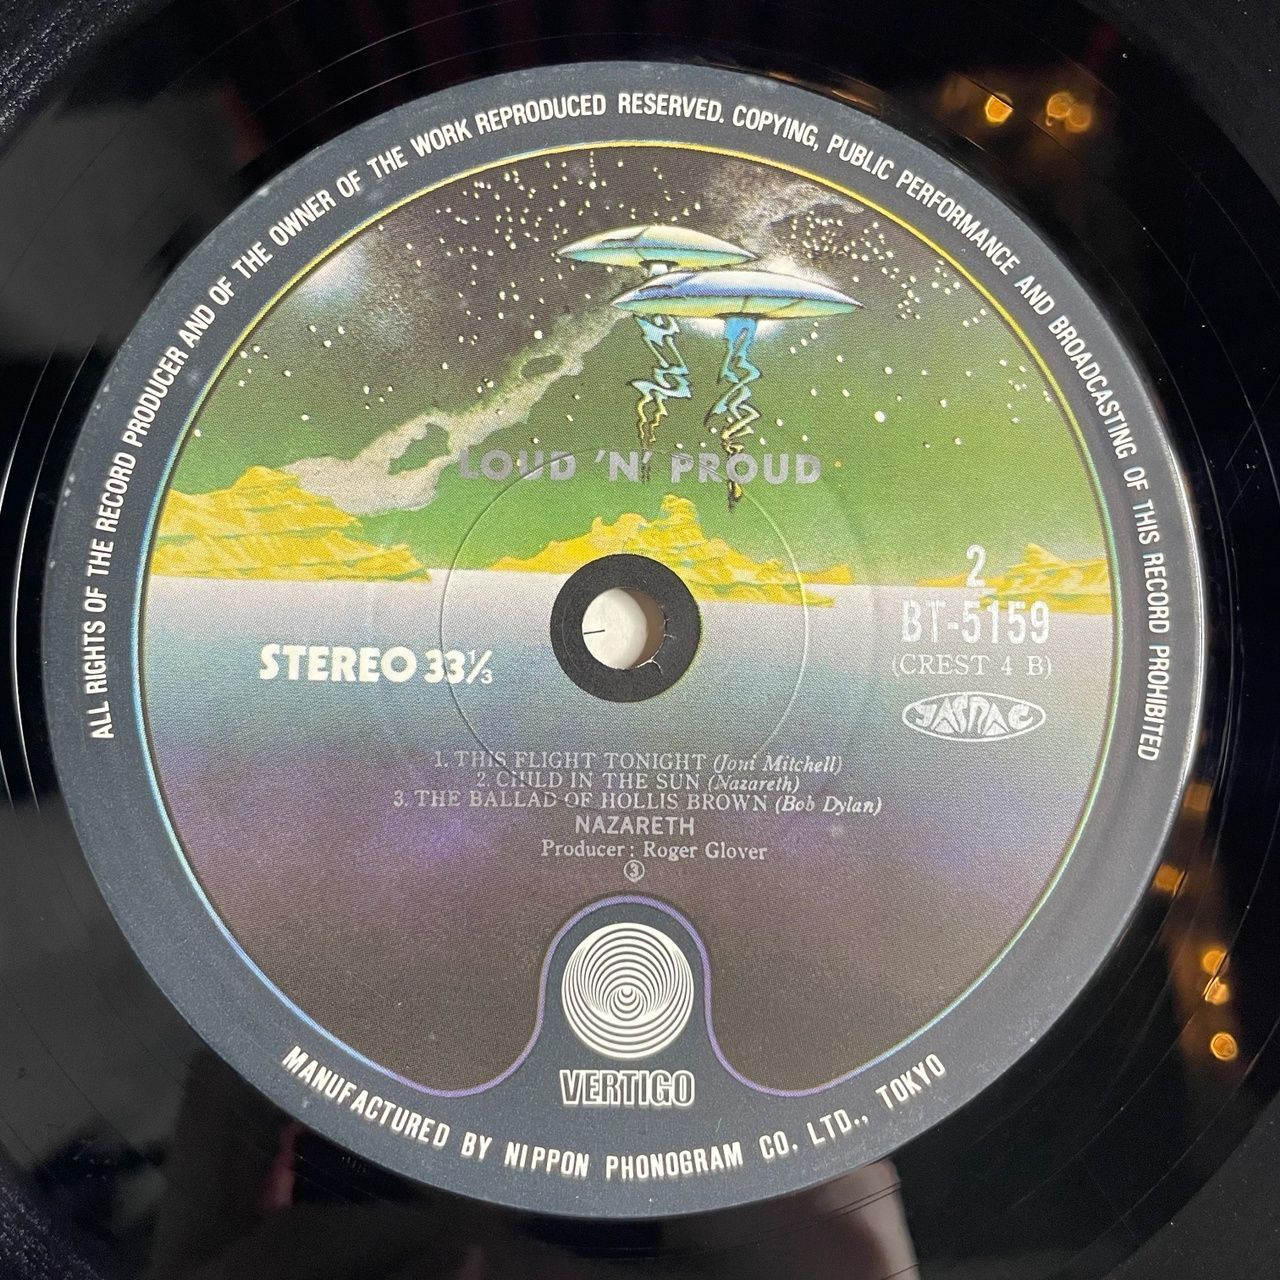 ALL RIGHTS OF THE RECORD PRODUCER AND OF THE OWNER OF THE WORK REPRODUCED RESERVED. COPYING, PUBLIC PERFORMANCE AND BROADCASTING OF THIS RECORD PROHIBITED
LOUD 'N' PROUD
2
BT-5159
(CREST 4 B)
JASRAC
STEREO 33⅓
1. THIS FLIGHT TONIGHT (Joni Mitchell)
2. CHILD IN THE SUN (Nazareth)
3. THE BALLAD OF HOLLIS BROWN (Bob Dylan)
NAZARETH
Producer : Roger Glover
③
VERTIGO
MANUFACTURED BY NIPPON PHONOGRAM CO. LTD., TOKYO